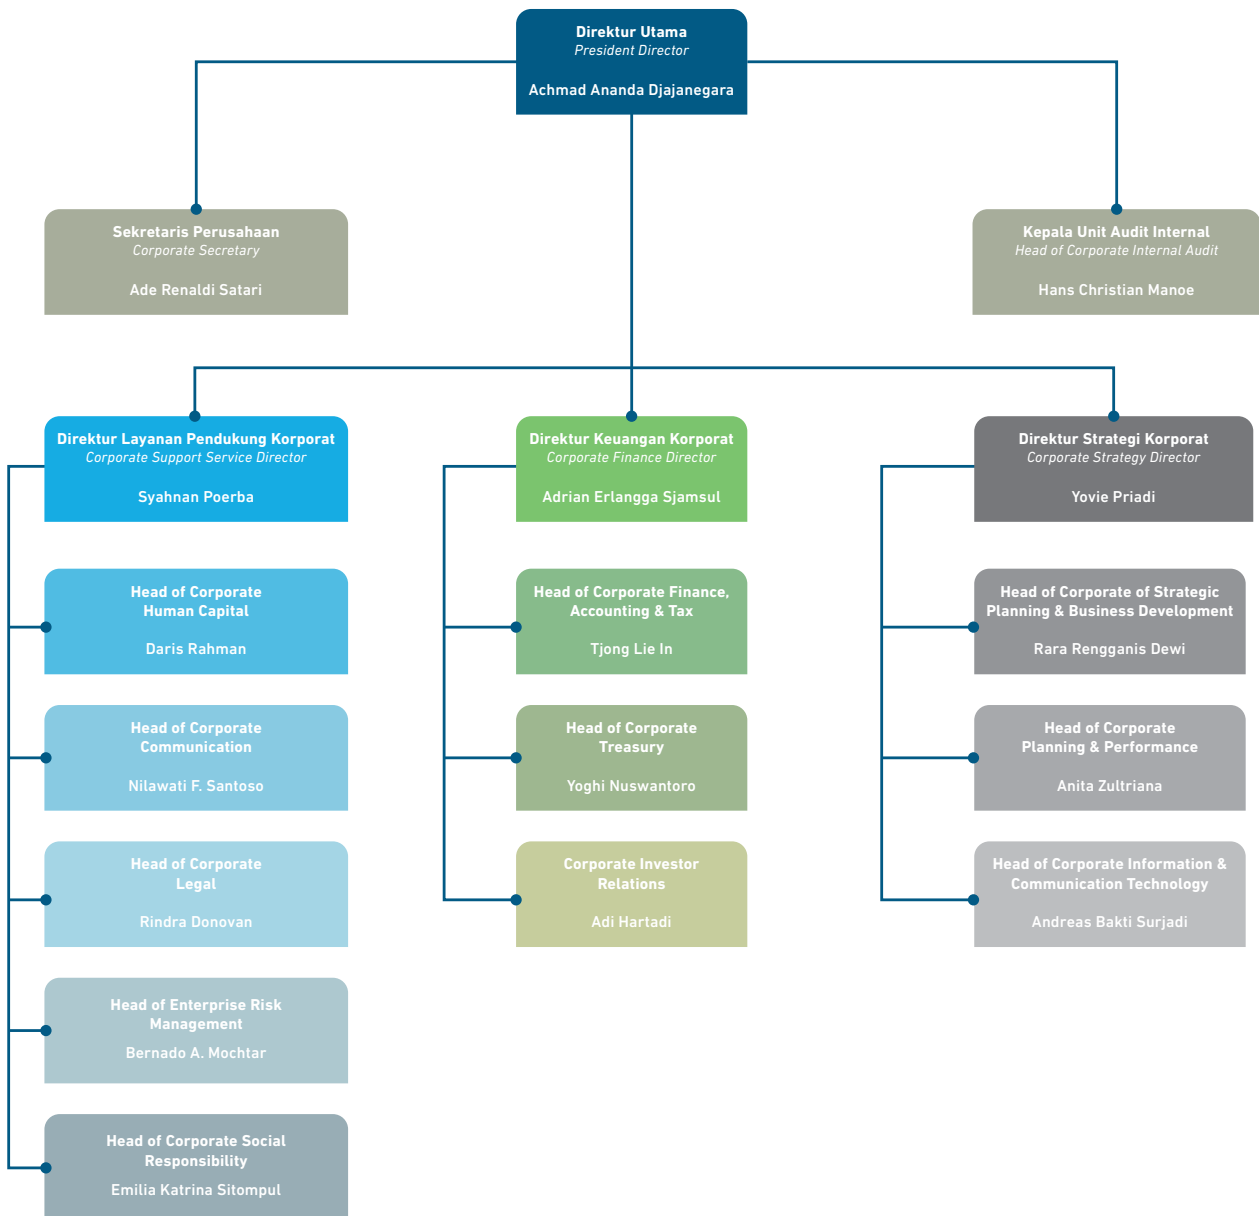 Direktur Utama
President Director
Achmad Ananda Djajanegara
Sekretaris Perusahaan
Corporate Secretary
Ade Renaldi Satari
Kepala Unit Audit Internal
Head of Corporate Internal Audit
Hans Christian Manoe
Direktur Layanan Pendukung Korporat
Corporate Support Service Director
Syahnan Poerba
Head of Corporate
Human Capital
Daris Rahman
Head of Corporate
Communication
Nilawati F. Santoso
Head of Corporate
Legal
Rindra Donovan
Head of Enterprise Risk
Management
Bernado A. Mochtar
Head of Corporate Social
Responsibility
Emilia Katrina Sitompul
Direktur Keuangan Korporat
Corporate Finance Director
Adrian Erlangga Sjamsul
Head of Corporate Finance,
Accounting & Tax
Tjong Lie In
Head of Corporate
Treasury
Yoghi Nuswantoro
Corporate Investor
Relations
Adi Hartadi
Direktur Strategi Korporat
Corporate Strategy Director
Yovie Priadi
Head of Corporate of Strategic
Planning & Business Development
Rara Rengganis Dewi
Head of Corporate
Planning & Performance
Anita Zultriana
Head of Corporate Information &
Communication Technology
Andreas Bakti Surjadi